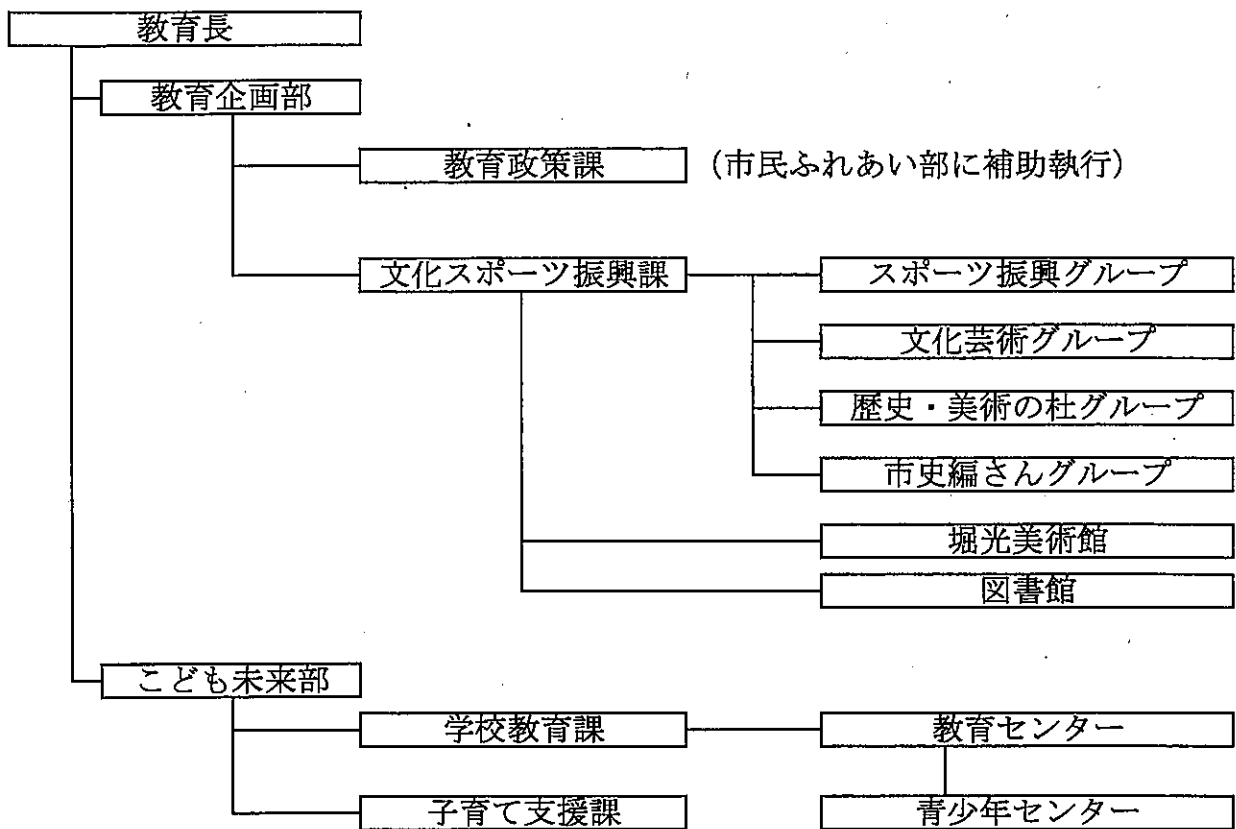 教育長
教育企画部
教育政策課 (市民ふれあい部に補助執行)
文化スポーツ振興課 スポーツ振興グループ
文化芸術グループ
歴史・美術の杜グループ
市史編さんグループ
堀光美術館
図書館
こども未来部
学校教育課 教育センター
子育て支援課 青少年センター